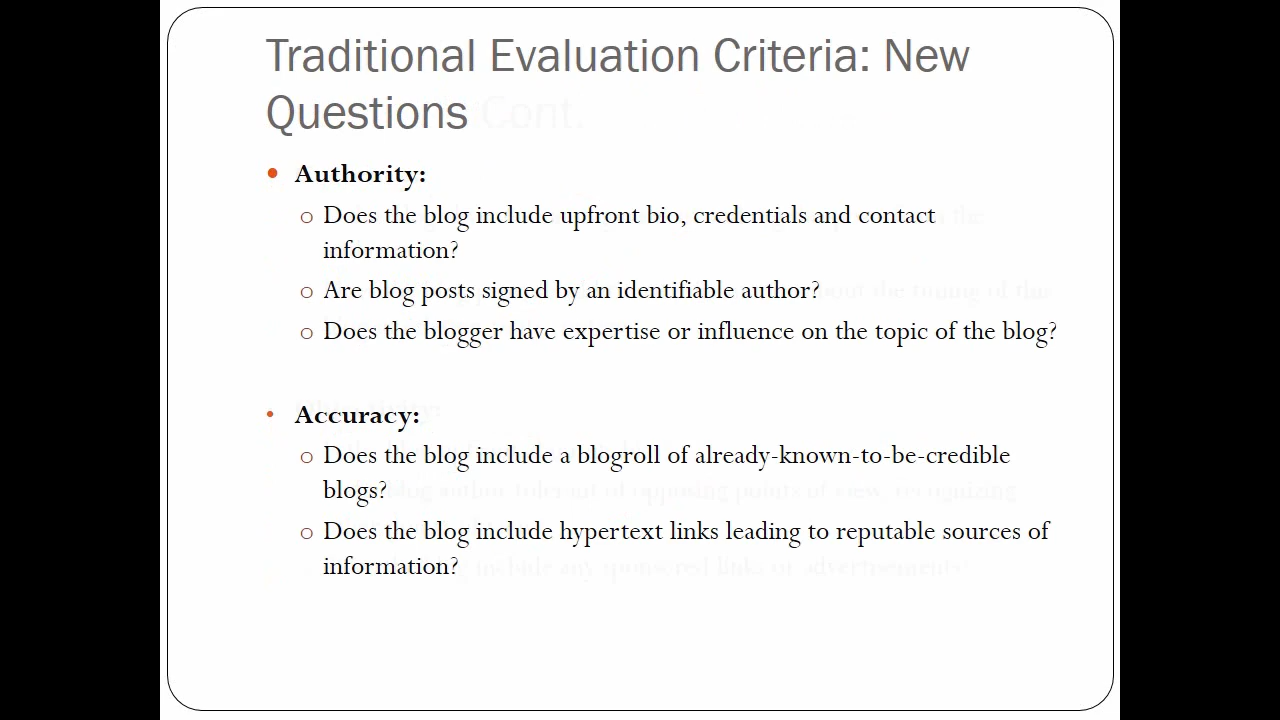 Traditional Evaluation Criteria: New
Questions Cont.
Authority:
Does the blog include upfront bio, credentials and contact
information?
Are blog posts signed by an identifiable author?
Does the blogger have expertise or influence on the topic of the blog?
Accuracy:
Does the blog include a blogroll of already-known-to-be-credible
blogs?
Does the blog include hypertext links leading to reputable sources of
information?